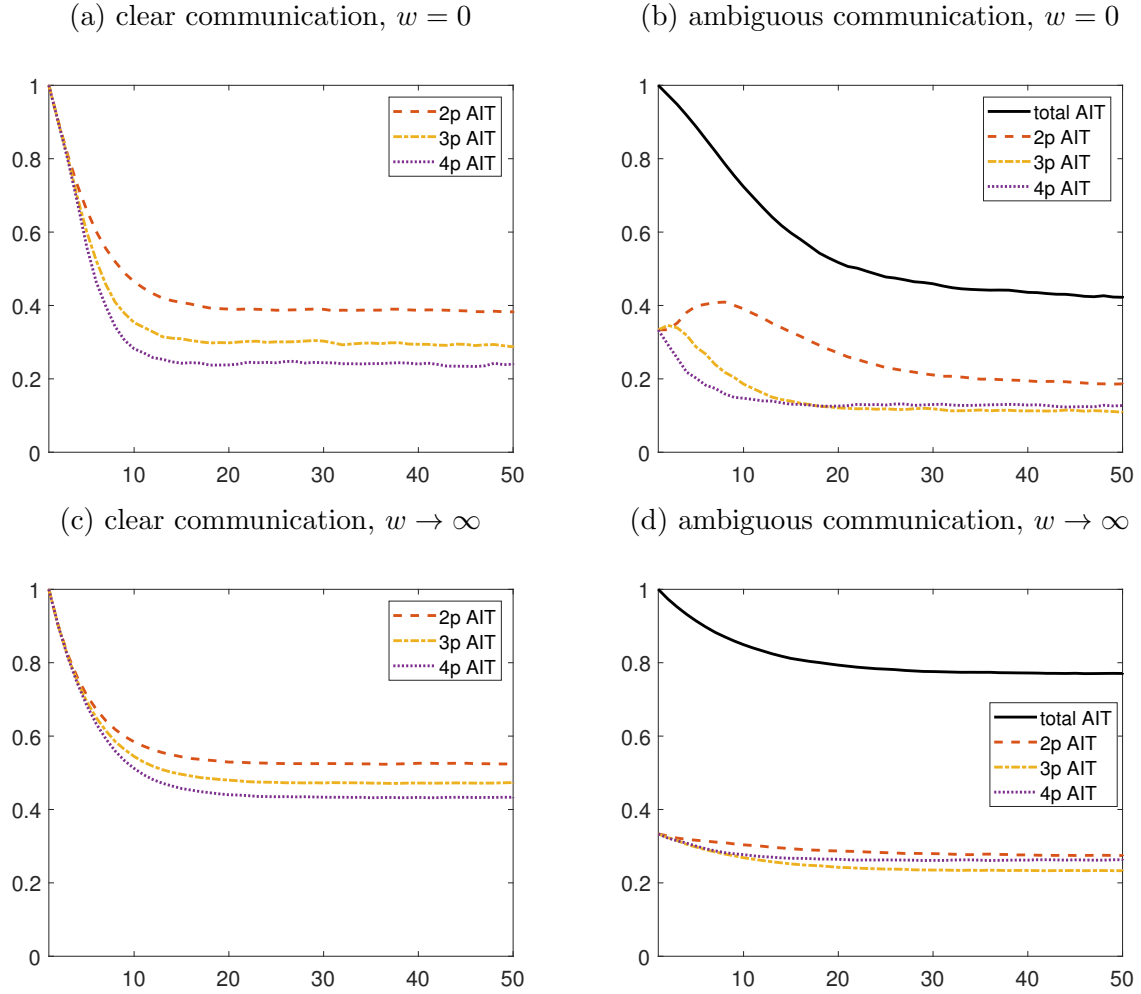 (a) clear communication, w = 0
1
0.8
0.6
0.4
0.2
0
10 20 30 40 50
2p AIT
3p AIT
4p AIT
(b) ambiguous communication, w = 0
1
0.8
0.6
0.4
0.2
0
10 20 30 40 50
total AIT
2p AIT
3p AIT
4p AIT
(c) clear communication, w → ∞
1
0.8
0.6
0.4
0.2
0
10 20 30 40 50
2p AIT
3p AIT
4p AIT
(d) ambiguous communication, w → ∞
1
0.8
0.6
0.4
0.2
0
10 20 30 40 50
total AIT
2p AIT
3p AIT
4p AIT